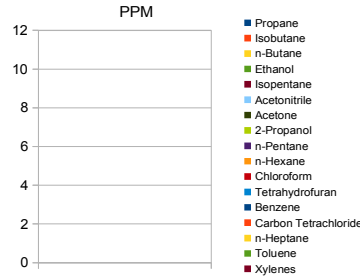 PPM
12
10
8
6
4
2
0
Propane
Isobutane
n-Butane
Ethanol
Isopentane
Acetonitrile
Acetone
2-Propanol
n-Pentane
n-Hexane
Chloroform
Tetrahydrofuran
Benzene
Carbon Tetrachloride
n-Heptane
Toluene
Xylenes